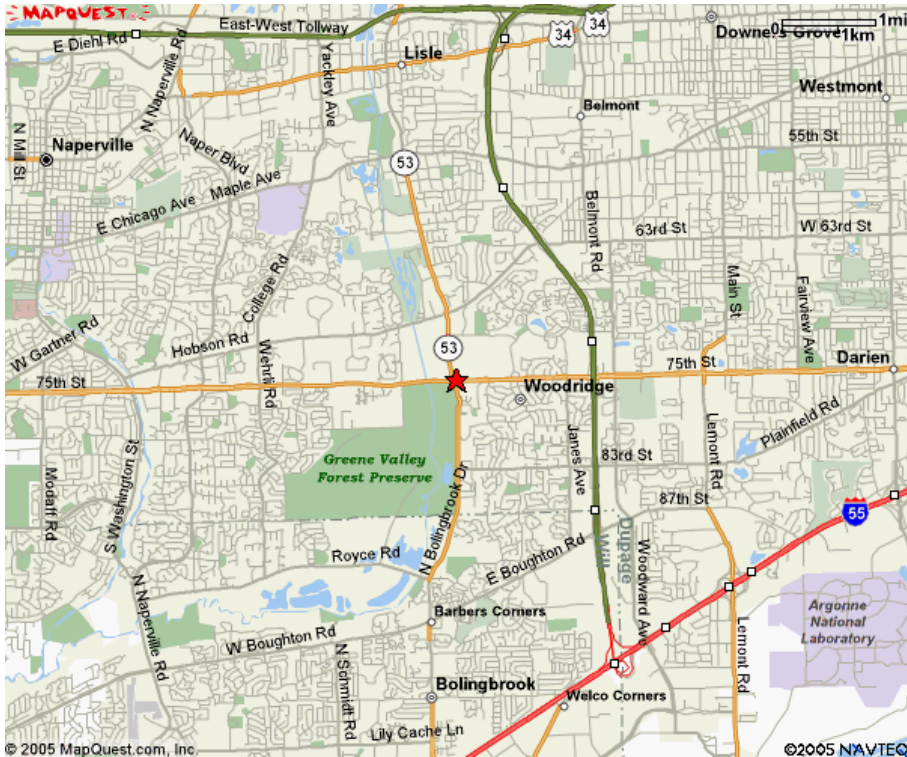 MAPQUEST
East-West Tollway
34
34
0 1mi
1km
E Diehl Rd
N Naperville Rd
Yackley Ave
Lisle
Downers Grove
Westmont
Belmont
N Mill St
Naperville
Naper Blvd
53
55th St
E Chicago Ave
Maple Ave
Belmont Rd
63rd St
W 63rd St
College Rd
Main St
Fairview Ave
W Gartner Rd
Hobson Rd
Wehrli Rd
53
75th St
75th St
Darien
Woodridge
Plainfield Rd
Greene Valley
Forest Preserve
Janes Ave
83rd St
Lemont Rd
Modaff Rd
S Washington St
N Bolingbrook Dr
87th St
55
Royce Rd
E Boughton Rd
Dupage
Will
Woodward Ave
N Naperville Rd
Barbers Corners
Argonne
National
Laboratory
W Boughton Rd
N Schmidt Rd
Lemont Rd
Bolingbrook
Welco Corners
Lily Cache Ln
© 2005 MapQuest.com, Inc.
©2005 NAVTEQ